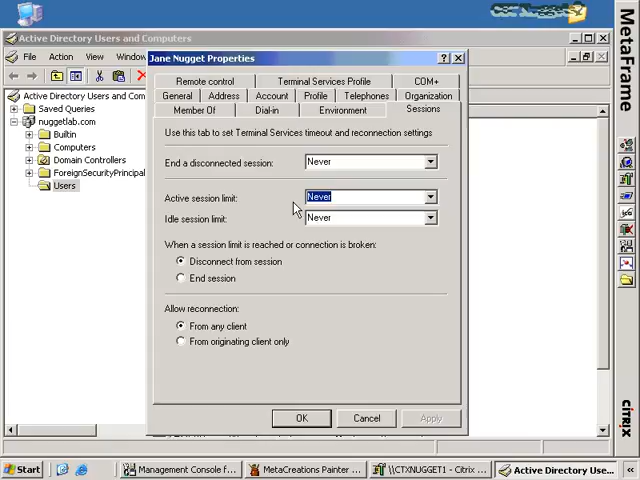 CBT Nuggets
Active Directory Users and Computers
File Action View Window
Jane Nugget Properties
Remote control Terminal Services Profile COM+
General Address Account Profile Telephones Organization
Member Of Dial-in Environment Sessions
Active Directory Users and Com
Saved Queries
nuggetlab.com
Builtin
Computers
Domain Controllers
ForeignSecurityPrincipal
Users
Use this tab to set Terminal Services timeout and reconnection settings
End a disconnected session: Never
Active session limit: Never
Idle session limit: Never
When a session limit is reached or connection is broken:
Disconnect from session
End session
Allow reconnection:
From any client
From originating client only
OK Cancel Apply
MetaFrame
CITRIX
Start
Management Console f...
MetaCreations Painter ...
\\CTXNUGGET1 - Citrix ...
Active Directory Use...